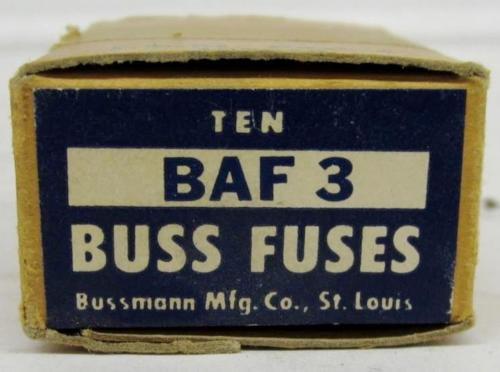 TEN
BAF 3
BUSS FUSES
Bussmann Mfg. Co., St. Louis